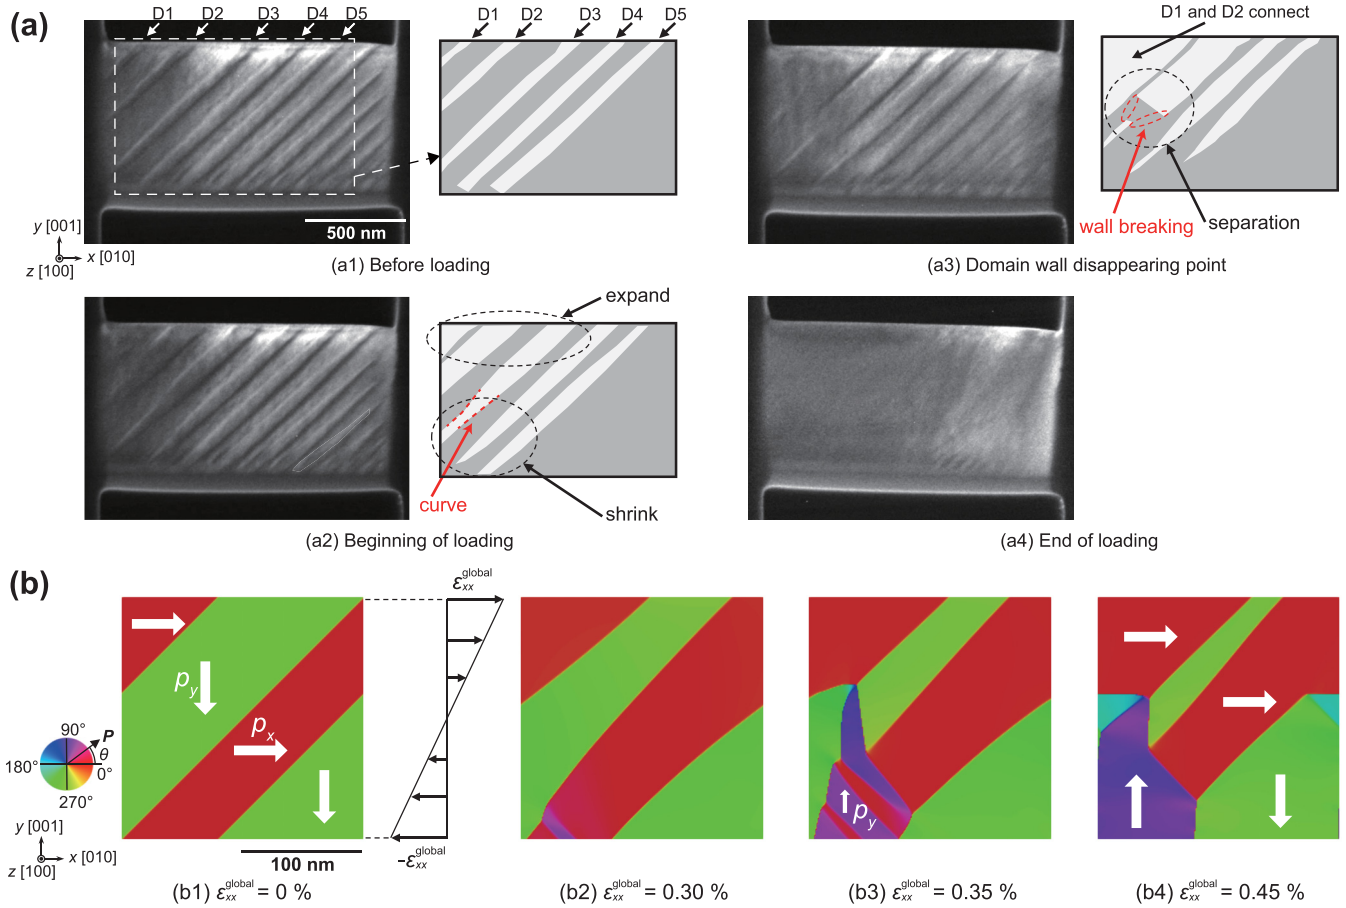 (a)
D1 D2 D3 D4 D5
D1 D2 D3 D4 D5
500 nm
y [001]
x [010]
z [100]
(a1) Before loading
D1 and D2 connect
wall breaking
separation
(a3) Domain wall disappearing point
expand
curve
shrink
(a2) Beginning of loading
(a4) End of loading
(b)
p_y
p_x
90°
P
θ
180°
0°
270°
y [001]
x [010]
z [100]
100 nm
ε_xx^global
-ε_xx^global
p_y
(b1) ε_xx^global = 0 %
(b2) ε_xx^global = 0.30 %
(b3) ε_xx^global = 0.35 %
(b4) ε_xx^global = 0.45 %